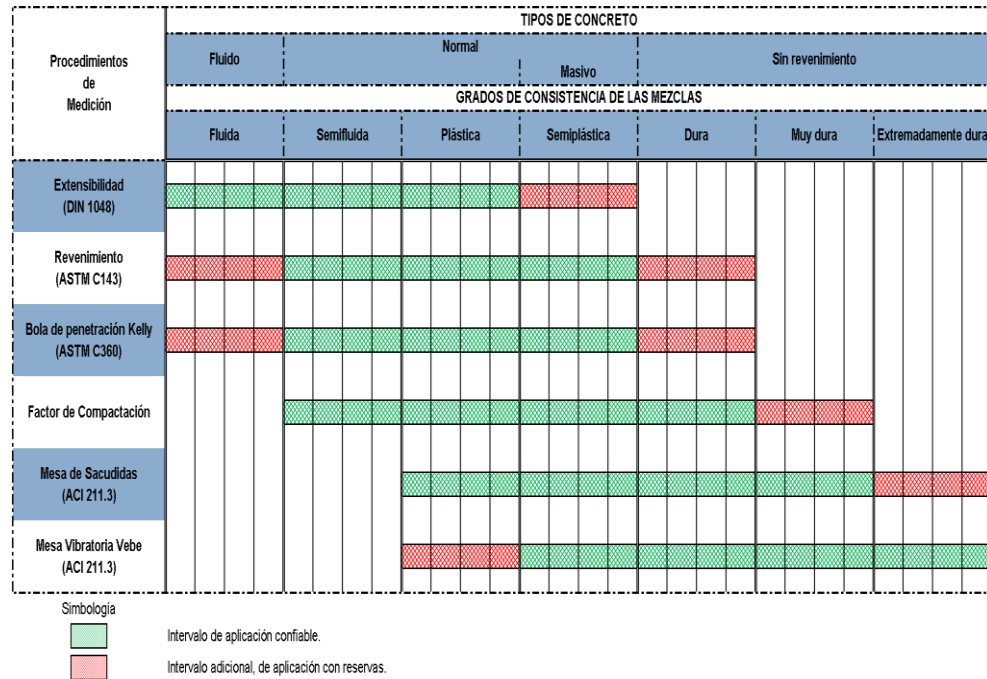 TIPOS DE CONCRETO
Procedimientos
de
Medición
Fluido
Normal
Masivo
Sin revenimiento
GRADOS DE CONSISTENCIA DE LAS MEZCLAS
Fluida
Semifluida
Plástica
Semiplástica
Dura
Muy dura
Extremadamente dura
Extensibilidad
(DIN 1048)
Revenimiento
(ASTM C143)
Bola de penetración Kelly
(ASTM C360)
Factor de Compactación
Mesa de Sacudidas
(ACI 211.3)
Mesa Vibratoria Vebe
(ACI 211.3)
Simbología
Intervalo de aplicación confiable.
Intervalo adicional, de aplicación con reservas.